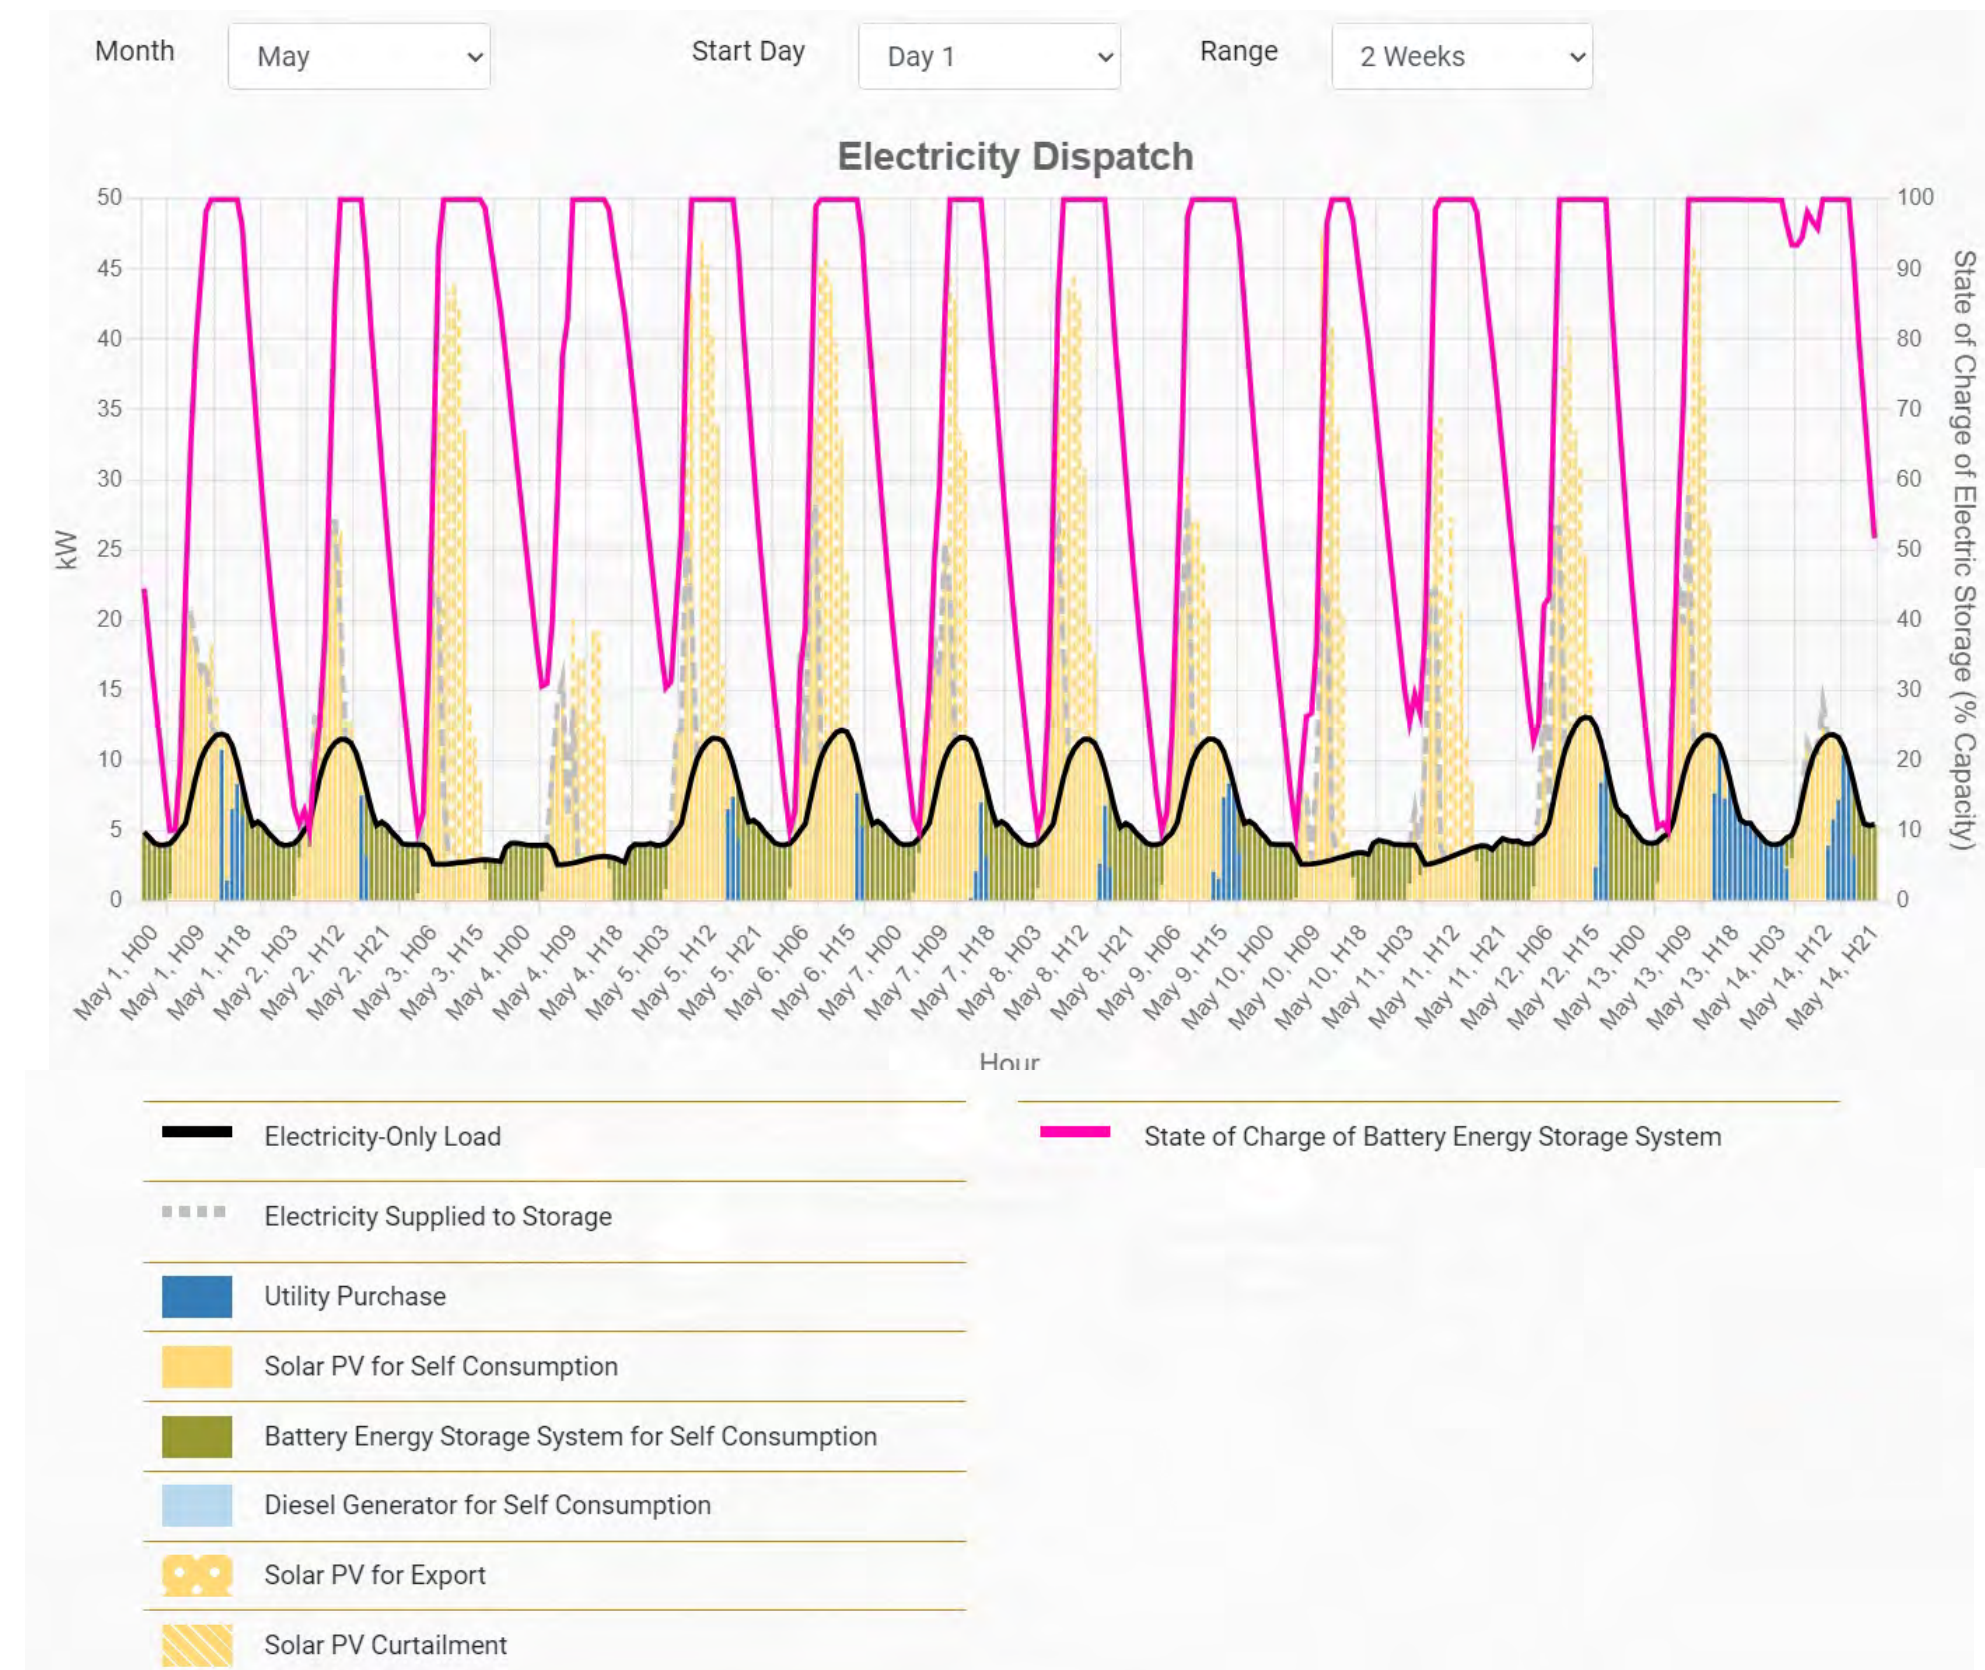 Month May Start Day Day 1 Range 2 Weeks
Electricity Dispatch
50
45
40
35
30
25
20
15
10
5
0
kW
100
90
80
70
60
50
40
30
20
10
0
State of Charge of Electric Storage (% Capacity)
May 1, H00
May 1, H09
May 1, H18
May 2, H03
May 2, H12
May 2, H21
May 3, H06
May 3, H15
May 4, H00
May 4, H09
May 4, H18
May 5, H03
May 5, H12
May 5, H21
May 6, H06
May 6, H15
May 7, H00
May 7, H09
May 7, H18
May 8, H03
May 8, H12
May 8, H21
May 9, H06
May 9, H15
May 10, H00
May 10, H09
May 10, H18
May 11, H03
May 11, H12
May 11, H21
May 12, H06
May 12, H15
May 13, H00
May 13, H09
May 13, H18
May 14, H03
May 14, H12
May 14, H21
Hour
Electricity-Only Load
State of Charge of Battery Energy Storage System
Electricity Supplied to Storage
Utility Purchase
Solar PV for Self Consumption
Battery Energy Storage System for Self Consumption
Diesel Generator for Self Consumption
Solar PV for Export
Solar PV Curtailment